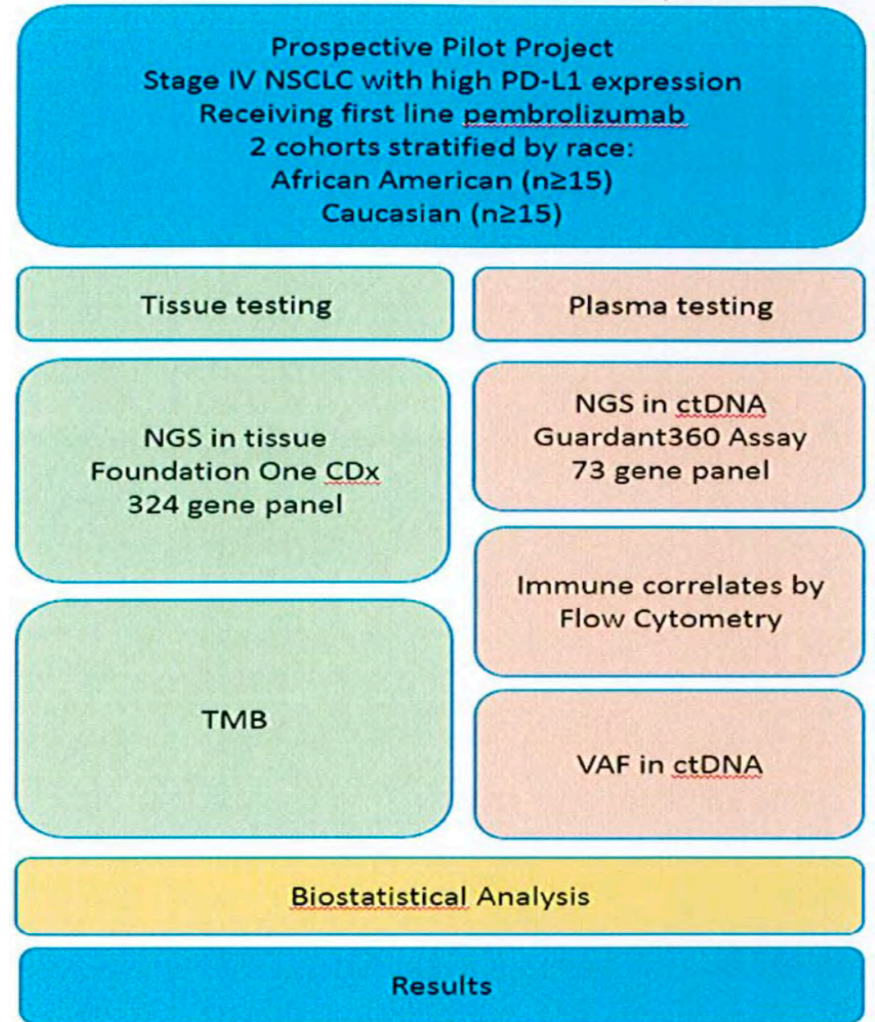 Prospective Pilot Project
Stage IV NSCLC with high PD-L1 expression
Receiving first line pembrolizumab
2 cohorts stratified by race:
African American (n≥15)
Caucasian (n≥15)
Tissue testing
Plasma testing
NGS in tissue
Foundation One CDx
324 gene panel
NGS in ctDNA
Guardant360 Assay
73 gene panel
Immune correlates by
Flow Cytometry
TMB
VAF in ctDNA
Biostatistical Analysis
Results